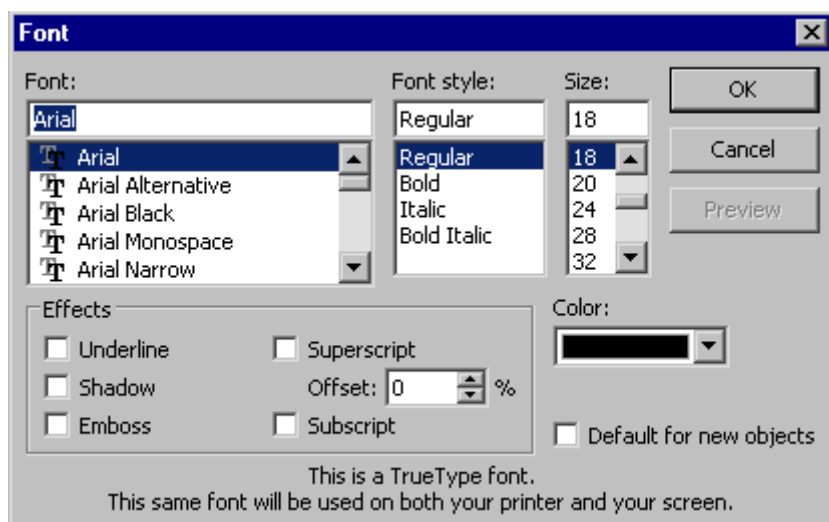 Font
Font:
Arial
Arial
Arial Alternative
Arial Black
Arial Monospace
Arial Narrow
Font style:
Regular
Regular
Bold
Italic
Bold Italic
Size:
18
18
20
24
28
32
OK
Cancel
Preview
Effects
Underline
Shadow
Emboss
Superscript
Offset: 0 %
Subscript
Color:
Default for new objects
This is a TrueType font.
This same font will be used on both your printer and your screen.